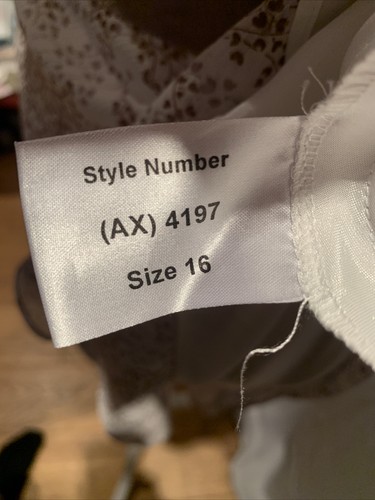 Style Number
(AX) 4197
Size 16